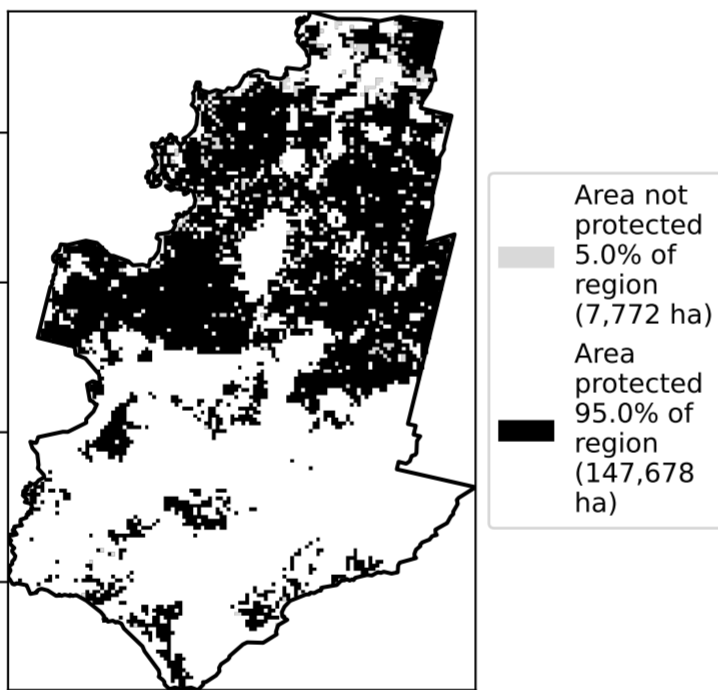 Area not
protected
5.0% of
region
(7,772 ha)
Area
protected
95.0% of
region
(147,678
ha)